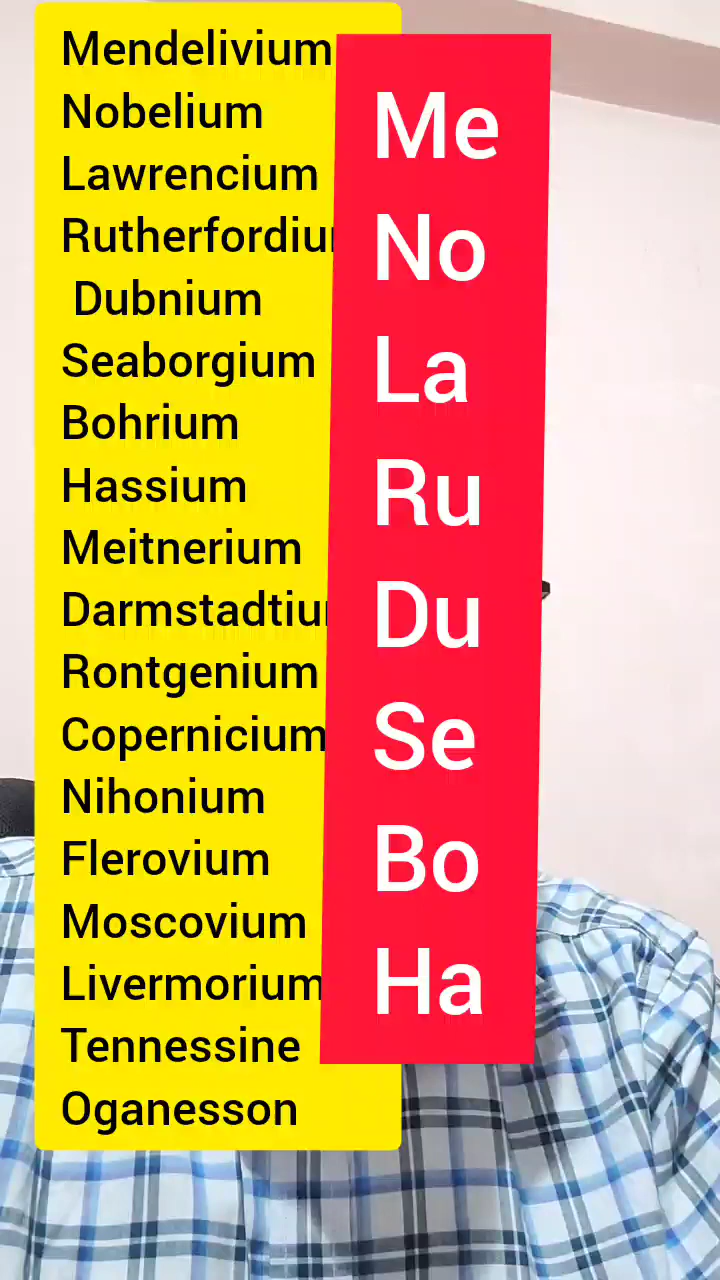 Mendelivium
Nobelium
Lawrencium
Rutherfordiu
Dubnium
Seaborgium
Bohrium
Hassium
Meitnerium
Darmstadtiu
Rontgenium
Copernicium
Nihonium
Flerovium
Moscovium
Livermorium
Tennessine
Oganesson
Me
No
La
Ru
Du
Se
Bo
Ha